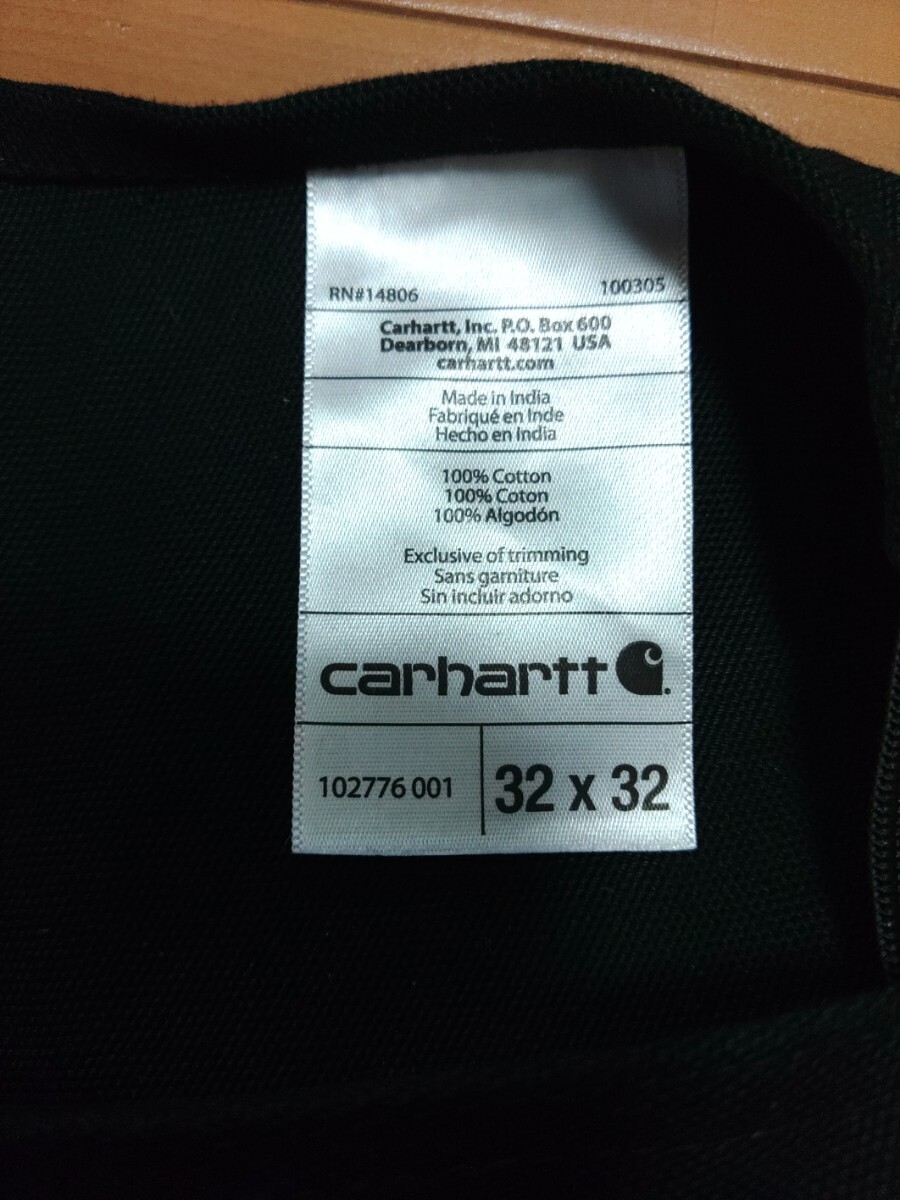 RN#14806 100305
Carhartt, Inc. P.O. Box 600
Dearborn, MI 48121 USA
carhartt.com
Made in India
Fabriqué en Inde
Hecho en India
100% Cotton
100% Coton
100% Algodón
Exclusive of trimming
Sans garniture
Sin incluir adorno
carhartt
102776 001 32 x 32